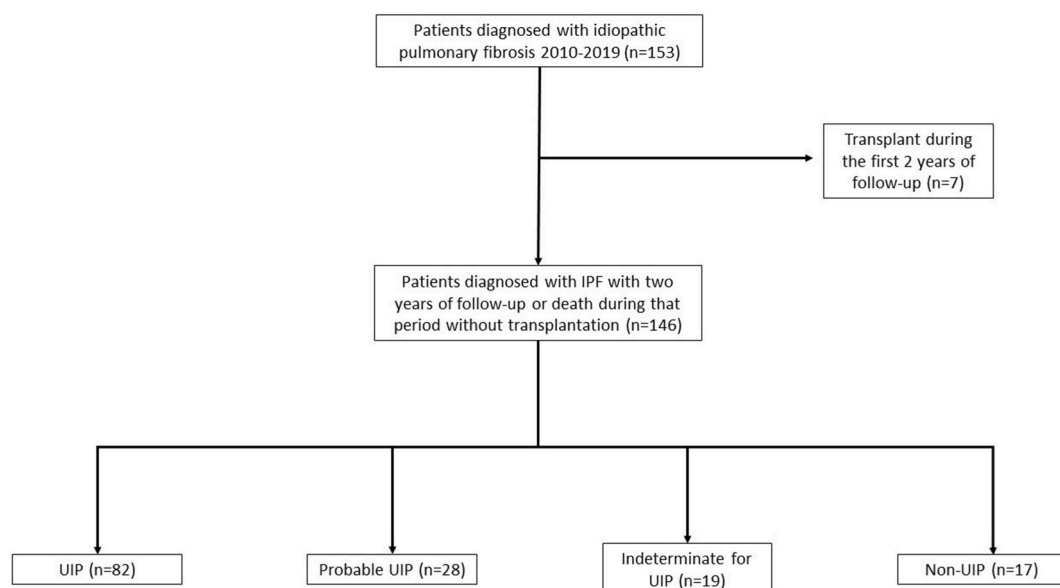 Patients diagnosed with idiopathic
pulmonary fibrosis 2010-2019 (n=153)
Transplant during
the first 2 years of
follow-up (n=7)
Patients diagnosed with IPF with two
years of follow-up or death during that
period without transplantation (n=146)
UIP (n=82)
Probable UIP (n=28)
Indeterminate for
UIP (n=19)
Non-UIP (n=17)